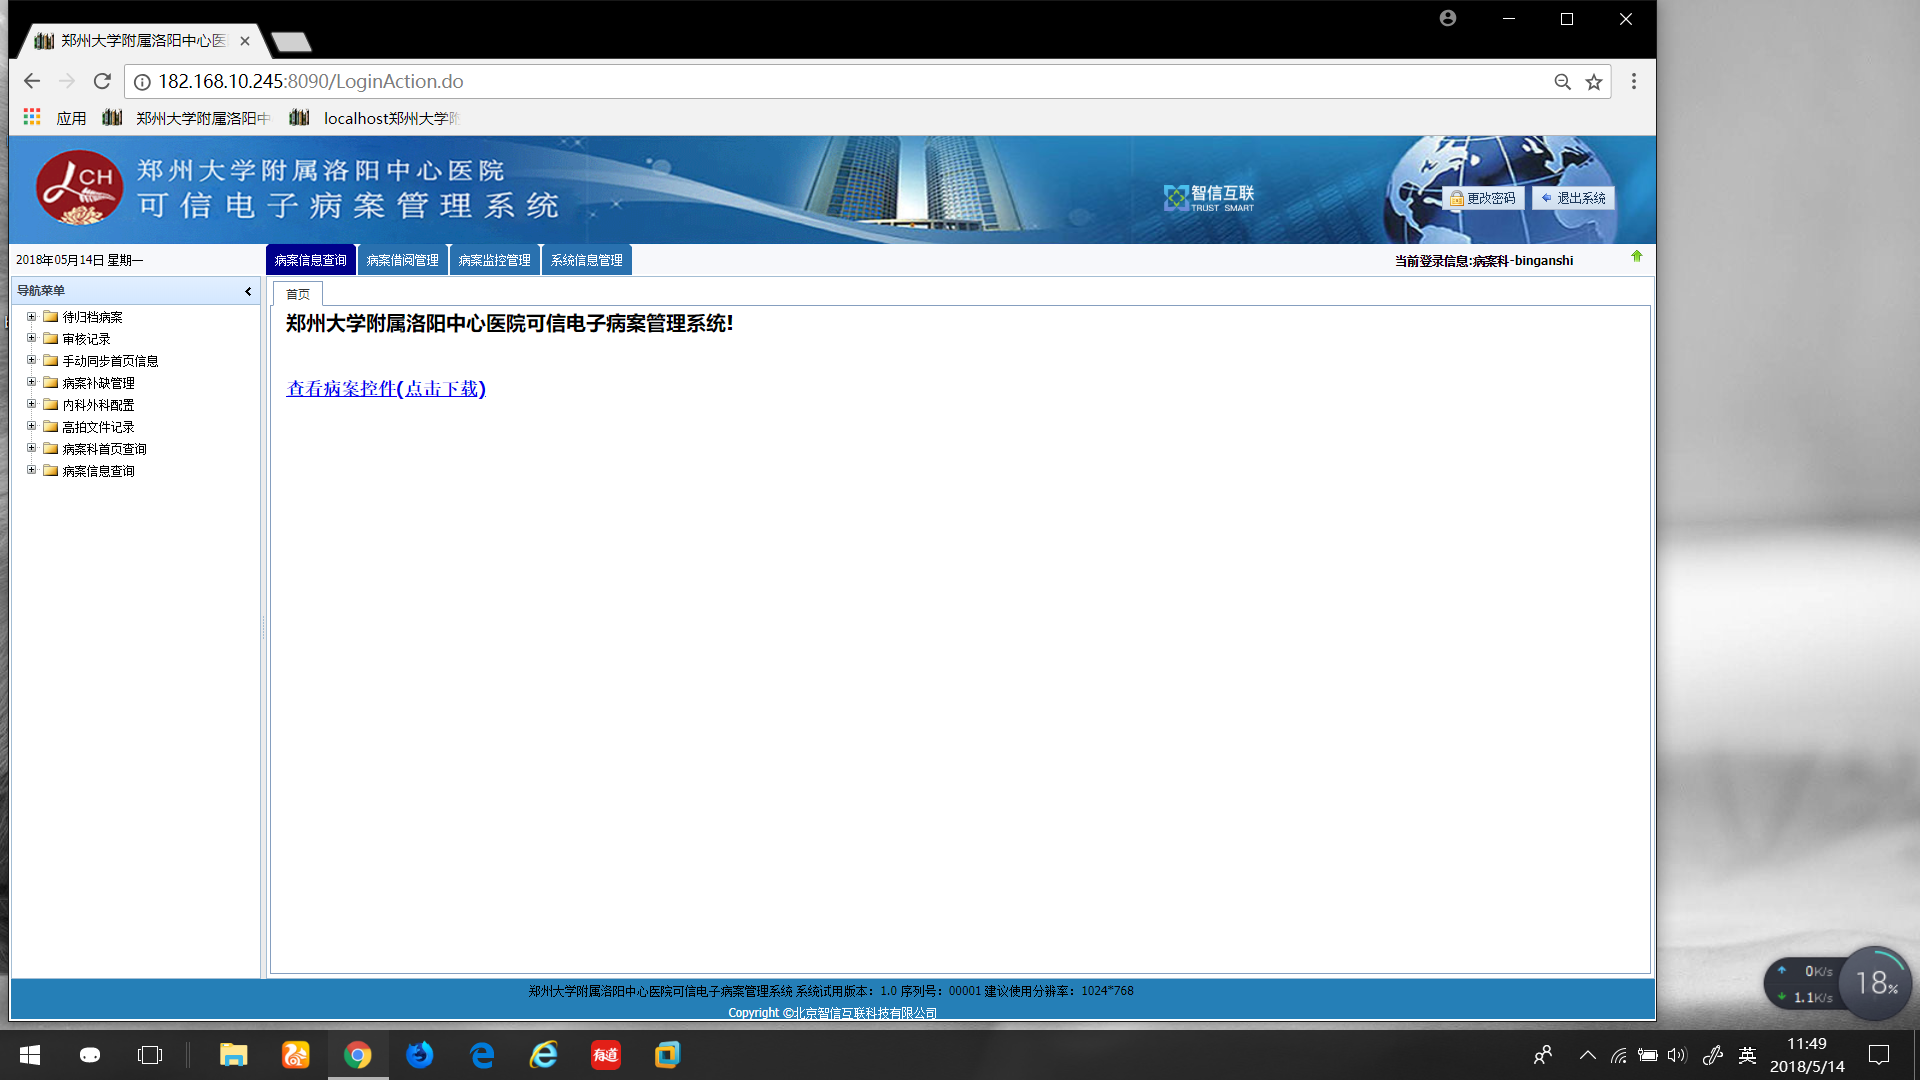 郑州大学附属洛阳中心医
182.168.10.245:8090/LoginAction.do
应用 郑州大学附属洛阳中 localhost郑州大学附
LCH
郑州大学附属洛阳中心医院
可信电子病案管理系统
智信互联
TRUST SMART
更改密码 退出系统
2018年05月14日 星期一
病案信息查询 病案借阅管理 病案监控管理 系统信息管理
当前登录信息:病案科-binganshi
导航菜单
待归档病案
审核记录
手动同步首页信息
病案补缺管理
内科外科配置
高拍文件记录
病案科首页查询
病案信息查询
首页
郑州大学附属洛阳中心医院可信电子病案管理系统!
查看病案控件(点击下载)
郑州大学附属洛阳中心医院可信电子病案管理系统 系统试用版本：1.0 序列号：00001 建议使用分辨率：1024*768
Copyright ©北京智信互联科技有限公司
0K/s
1.1K/s
18%
有道
英
11:49
2018/5/14